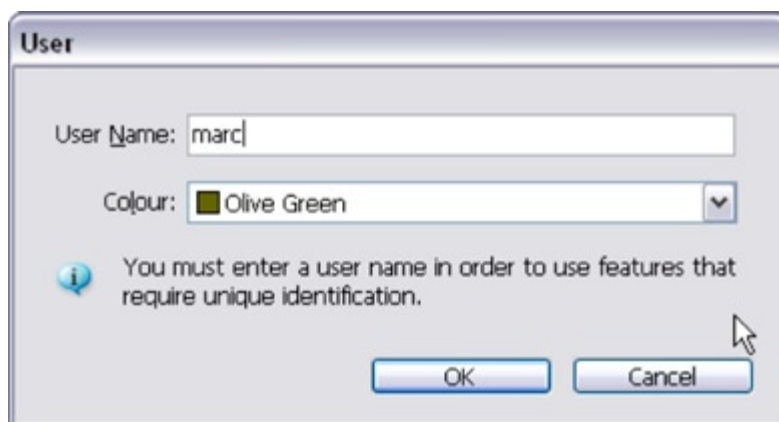 User
User Name: marc
Colour: Olive Green
You must enter a user name in order to use features that
require unique identification.
OK Cancel